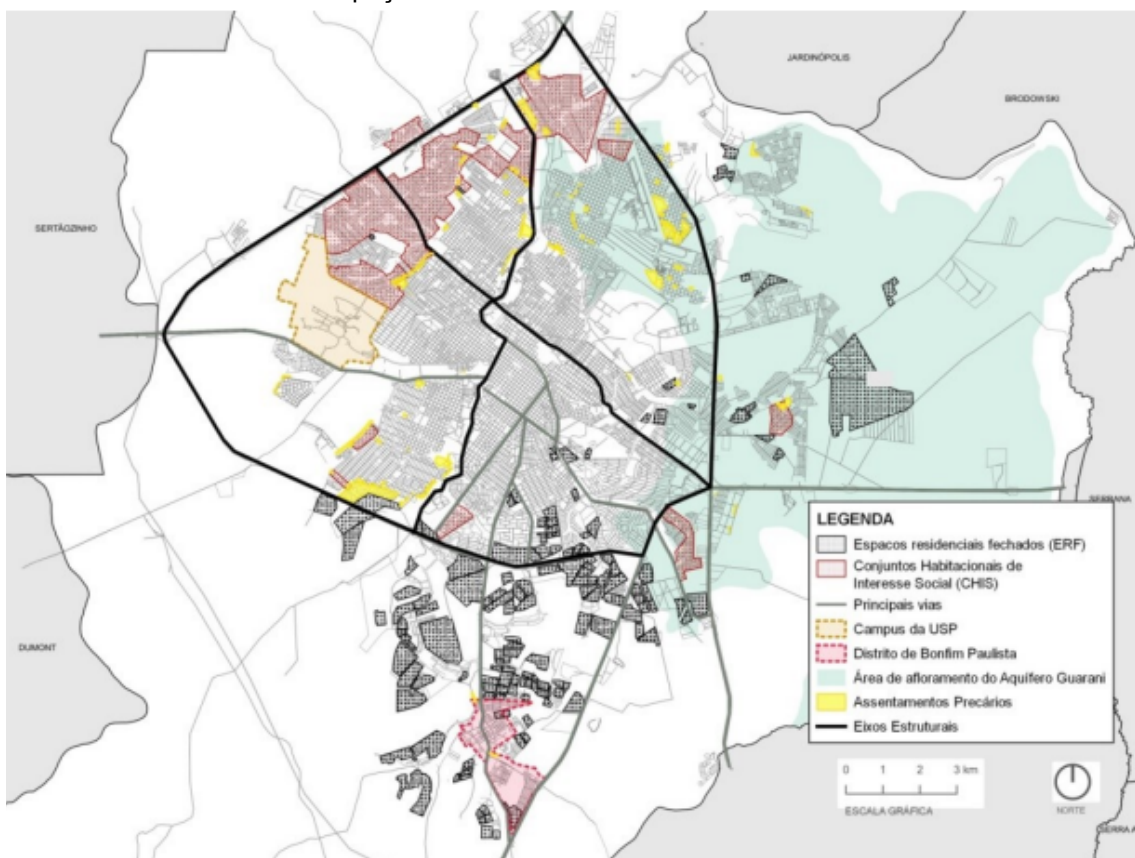 JARDINÓPOLIS
BRODOWSKI
SERTÃOZINHO
SERRANA
LEGENDA
Espacos residenciais fechados (ERF)
Conjuntos Habitacionais de
Interesse Social (CHIS)
Principais vias
Campus da USP
Distrito de Bonfim Paulista
Área de afloramento do Aquífero Guarani
Assentamentos Precários
Eixos Estruturais
DUMONT
0 1 2 3 km
ESCALA GRÁFICA
NORTE
SERRA A